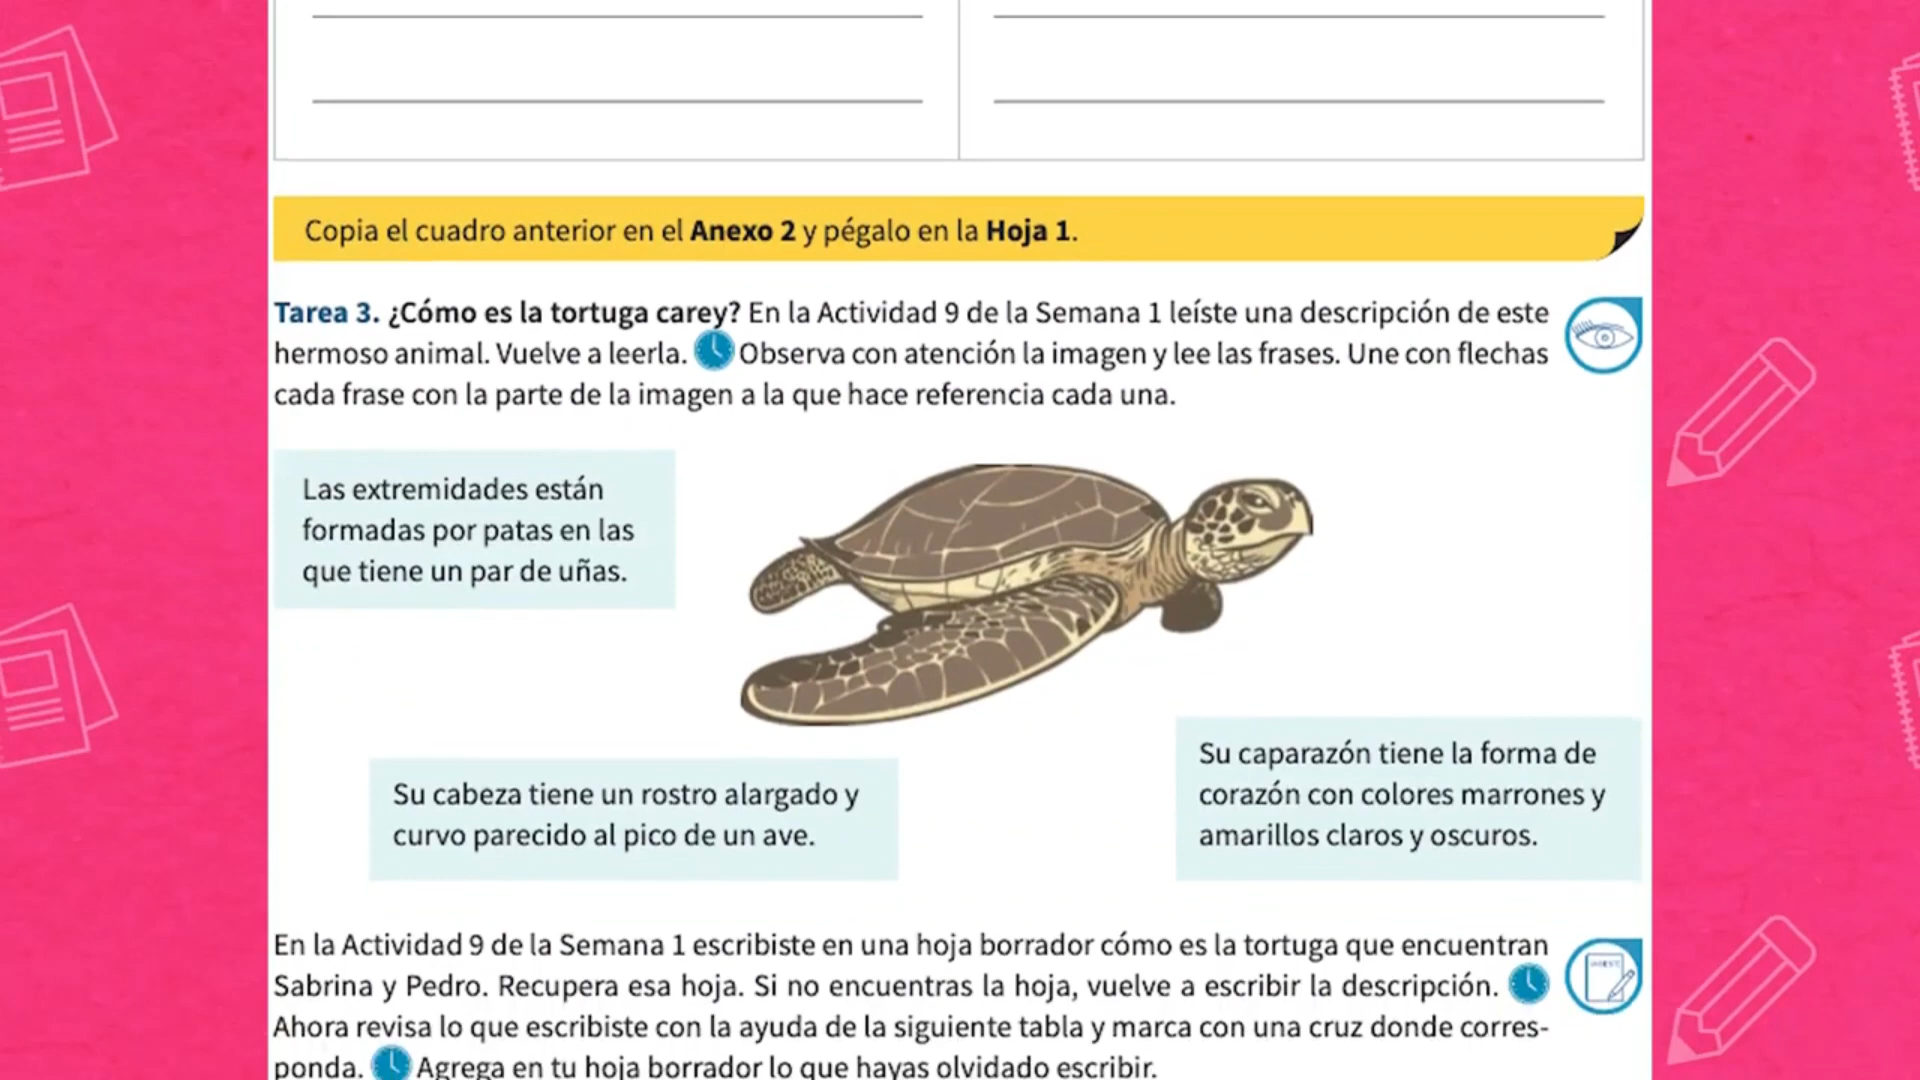 Copia el cuadro anterior en el Anexo 2 y pégalo en la Hoja 1.
Tarea 3. ¿Cómo es la tortuga carey? En la Actividad 9 de la Semana 1 leíste una descripción de este
hermoso animal. Vuelve a leerla. Observa con atención la imagen y lee las frases. Une con flechas
cada frase con la parte de la imagen a la que hace referencia cada una.
Las extremidades están
formadas por patas en las
que tiene un par de uñas.
Su cabeza tiene un rostro alargado y
curvo parecido al pico de un ave.
Su caparazón tiene la forma de
corazón con colores marrones y
amarillos claros y oscuros.
En la Actividad 9 de la Semana 1 escribiste en una hoja borrador cómo es la tortuga que encuentran
Sabrina y Pedro. Recupera esa hoja. Si no encuentras la hoja, vuelve a escribir la descripción.
Ahora revisa lo que escribiste con la ayuda de la siguiente tabla y marca con una cruz donde corres-
ponda. Agrega en tu hoja borrador lo que hayas olvidado escribir.